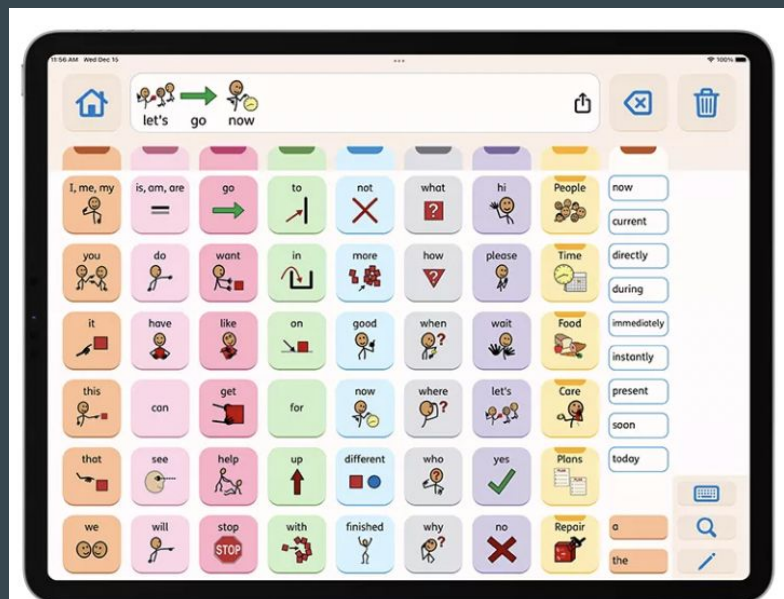 11:56 AM Wed Dec 15
100%
let's go now
I, me, my is, am, are go to not what hi People now
current
you do want in more how please Time directly
during
it have like on good when wait Food immediately
instantly
this can get for now where let's Care present
soon
that see help up different who yes Plans today
PLAN PLAN
we will stop with finished why no Repair a
STOP
the